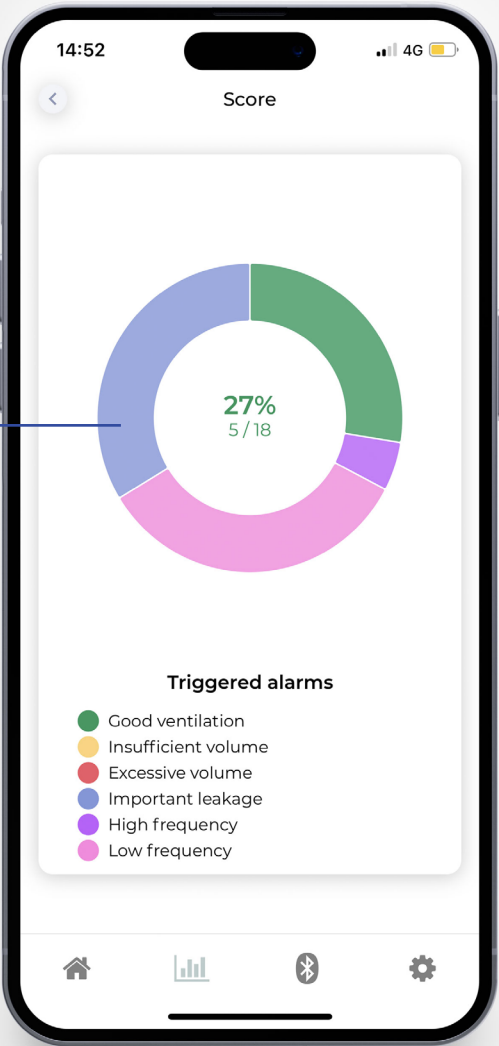 14:52
4G
Score
27%
5 / 18
Triggered alarms
Good ventilation
Insufficient volume
Excessive volume
Important leakage
High frequency
Low frequency